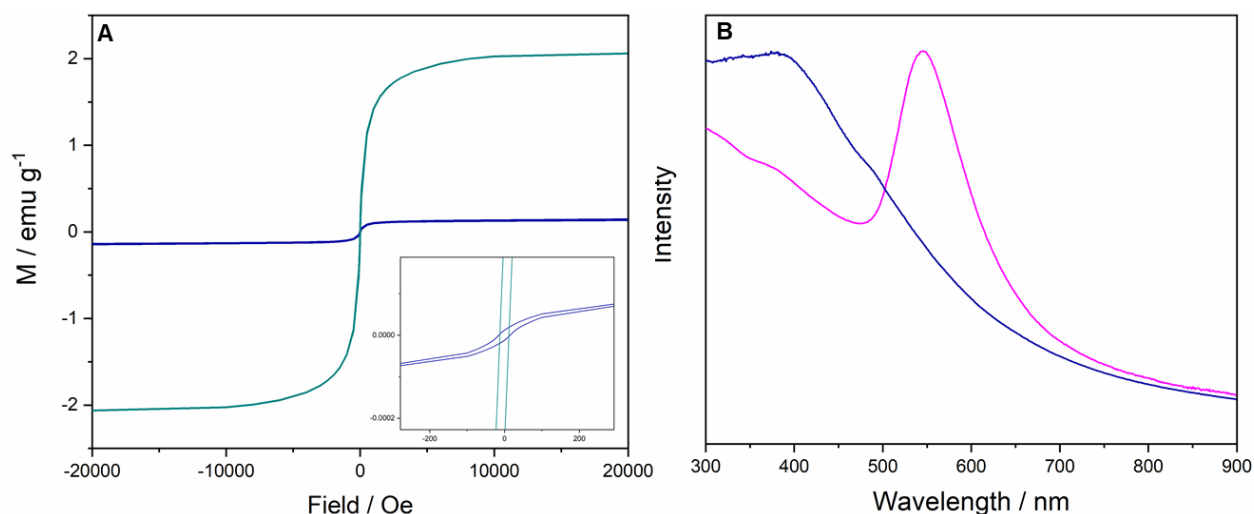 A
M / emu g⁻¹
2
1
0
-1
-2
-20000 -10000 0 10000 20000
Field / Oe
0.0000
-0.0002
-200 0 200
B
Intensity
300 400 500 600 700 800 900
Wavelength / nm